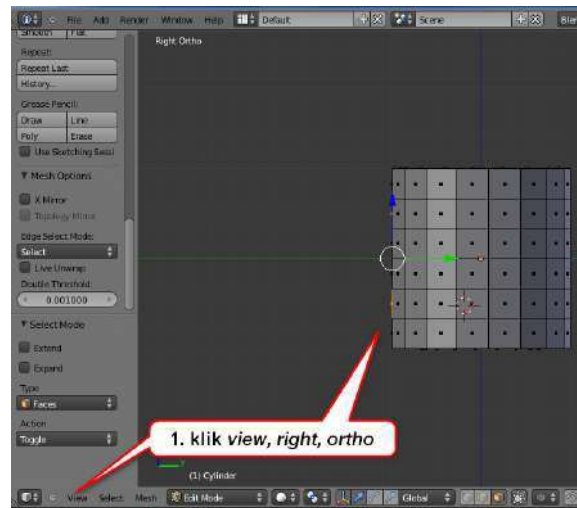 File Add Render Window Help Default Scene
Smooth Flat
Right Ortho
Repeat:
Repeat Last
History...
Grease Pencil:
Draw Line
Poly Erase
Use Sketching Sessi
Mesh Options
X Mirror
Topology Mirror
Edge Select Mode:
Select
Live Unwrap
Double Threshold:
0.001000
Select Mode
Extend
Expand
Type
Faces
Action
Toggle
1. klik view, right, ortho
(1) Cylinder
View Select Mesh Edit Mode Global